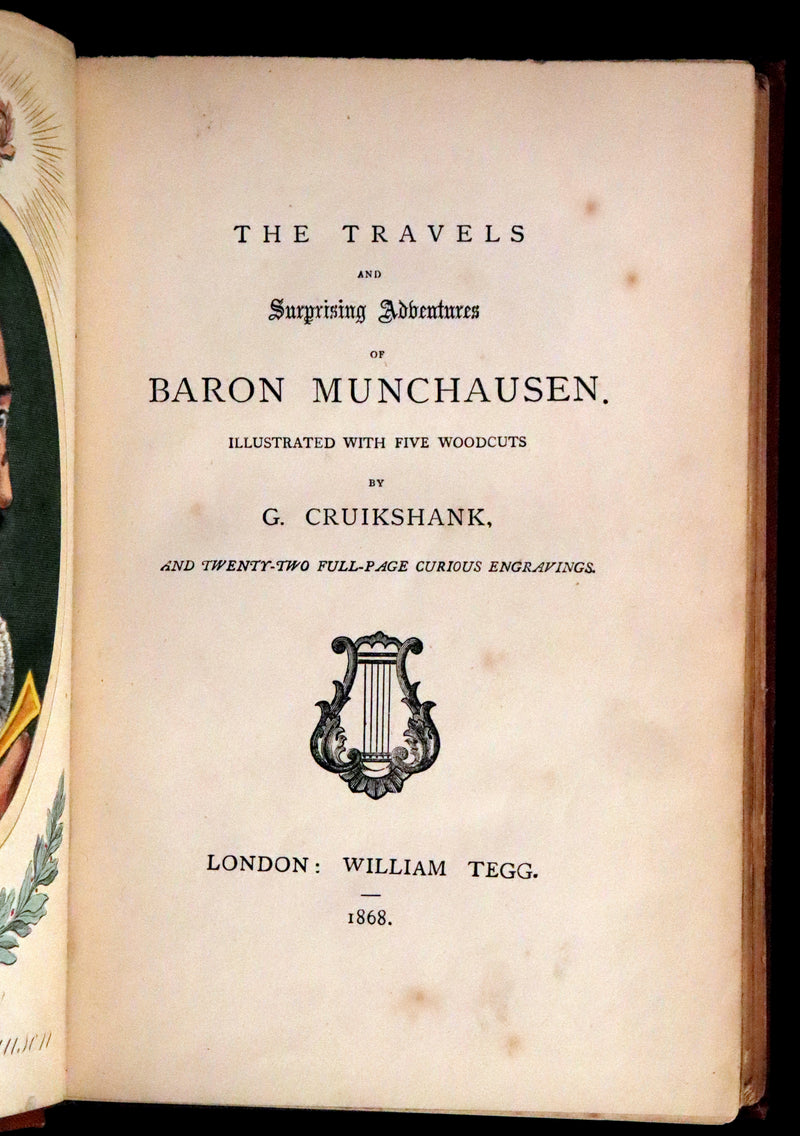 THE TRAVELS
AND
Surprising Adventures
OF
BARON MUNCHAUSEN.
ILLUSTRATED WITH FIVE WOODCUTS
BY
G. CRUIKSHANK,
AND TWENTY-TWO FULL-PAGE CURIOUS ENGRAVINGS.
LONDON: WILLIAM TEGG.
1868.